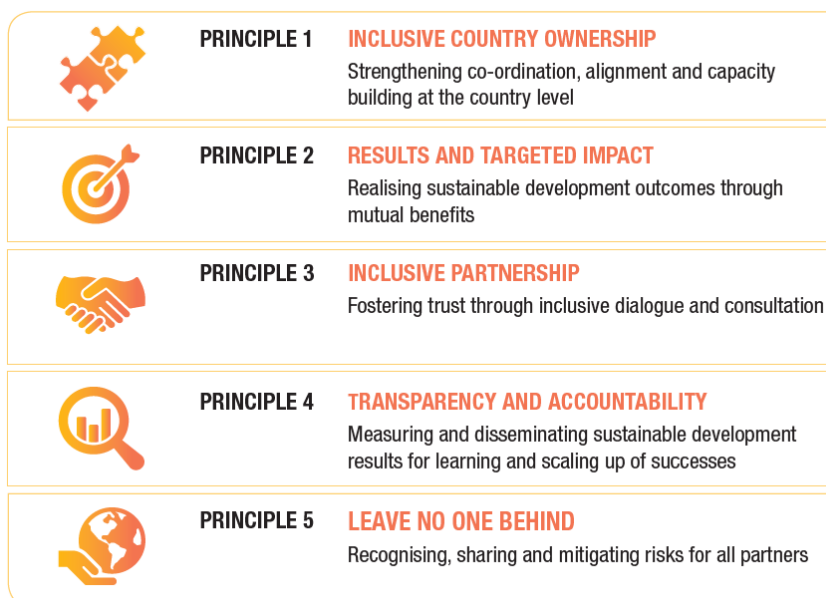 PRINCIPLE 1 INCLUSIVE COUNTRY OWNERSHIP
Strengthening co-ordination, alignment and capacity
building at the country level
PRINCIPLE 2 RESULTS AND TARGETED IMPACT
Realising sustainable development outcomes through
mutual benefits
PRINCIPLE 3 INCLUSIVE PARTNERSHIP
Fostering trust through inclusive dialogue and consultation
PRINCIPLE 4 TRANSPARENCY AND ACCOUNTABILITY
Measuring and disseminating sustainable development
results for learning and scaling up of successes
PRINCIPLE 5 LEAVE NO ONE BEHIND
Recognising, sharing and mitigating risks for all partners